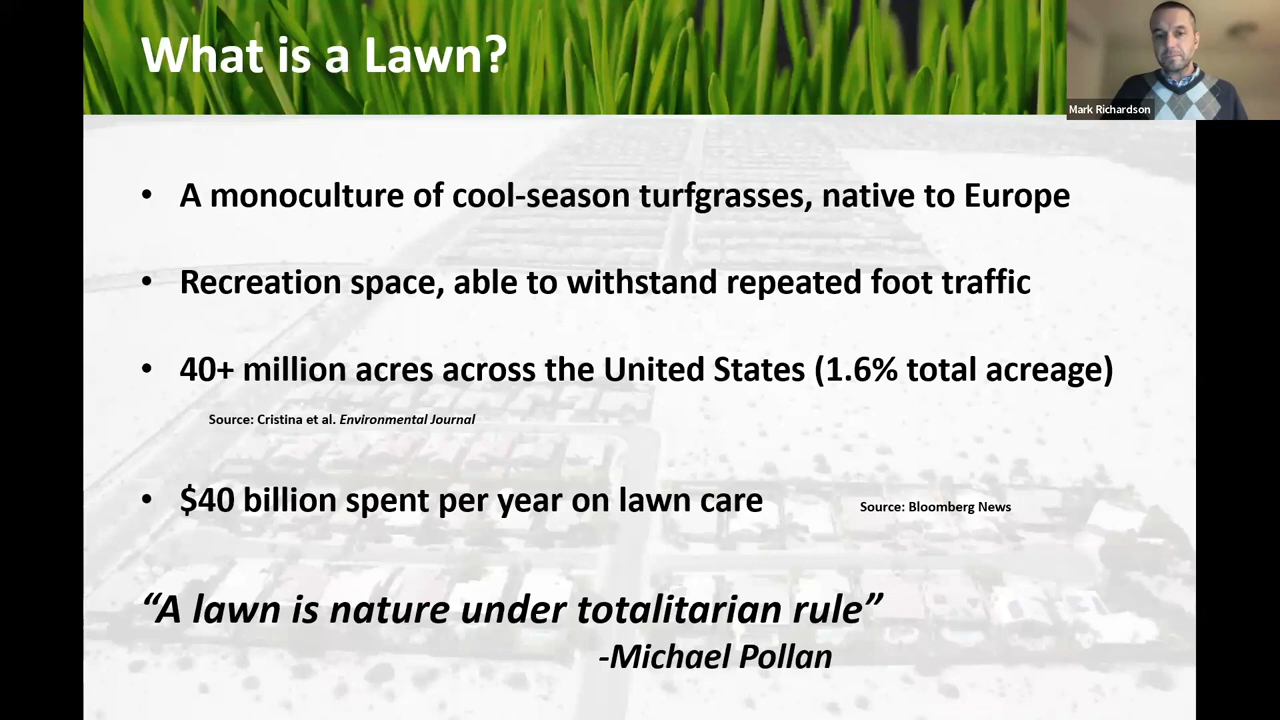 What is a Lawn?
Mark Richardson
• A monoculture of cool-season turfgrasses, native to Europe
• Recreation space, able to withstand repeated foot traffic
• 40+ million acres across the United States (1.6% total acreage)
Source: Cristina et al. Environmental Journal
• $40 billion spent per year on lawn care
Source: Bloomberg News
“A lawn is nature under totalitarian rule”
-Michael Pollan